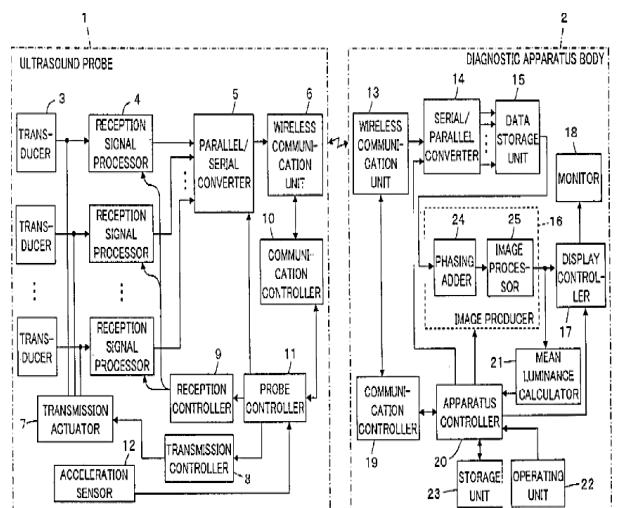 1
2
ULTRASOUND PROBE
DIAGNOSTIC APPARATUS BODY
3
4
5
6
13
14
15
18
TRANS-
DUCER
RECEPTION
SIGNAL
PROCESSOR
PARALLEL/
SERIAL
CONVERTER
WIRELESS
COMMUNI-
CATION
UNIT
WIRELESS
COMMUNI-
CATION
UNIT
SERIAL/
PARALLEL
CONVERTER
DATA
STORAGE
UNIT
MONITOR
TRANS-
DUCER
RECEPTION
SIGNAL
PROCESSOR
10
COMMUNI-
CATION
CONTROLLER
24
25
16
PHASING
ADDER
IMAGE
PROCES-
SOR
IMAGE PRODUCER
DISPLAY
CONTROL-
LER
17
TRANS-
DUCER
RECEPTION
SIGNAL
PROCESSOR
9
RECEPTION
CONTROLLER
11
PROBE
CONTROLLER
21
MEAN
LUMINANCE
CALCULATOR
7
TRANSMISSION
ACTUATOR
TRANSMISSION
CONTROLLER
8
COMMUNICATION
CONTROLLER
19
APPARATUS
CONTROLLER
20
12
ACCELERATION
SENSOR
23
STORAGE
UNIT
OPERATING
UNIT
22